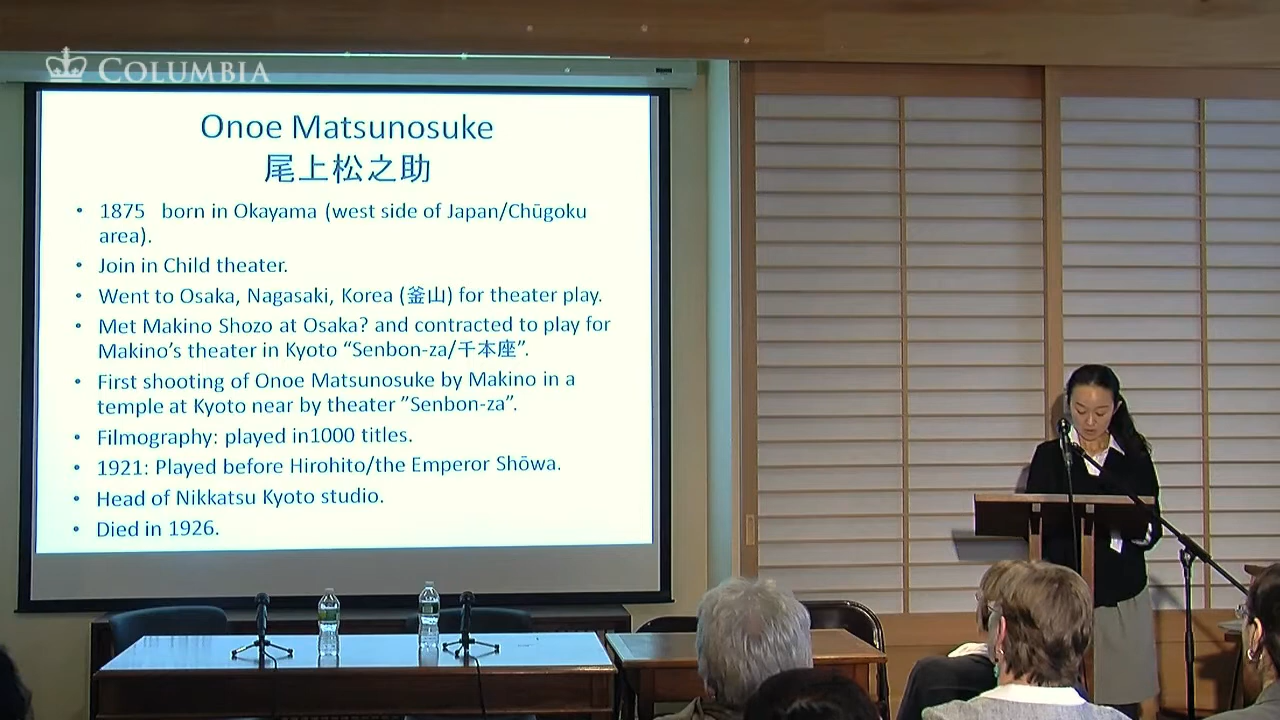 COLUMBIA
Onoe Matsunosuke
尾上松之助
• 1875 born in Okayama (west side of Japan/Chūgoku
area).
• Join in Child theater.
• Went to Osaka, Nagasaki, Korea (釜山) for theater play.
• Met Makino Shozo at Osaka? and contracted to play for
Makino's theater in Kyoto “Senbon-za/千本座”.
• First shooting of Onoe Matsunosuke by Makino in a
temple at Kyoto near by theater ”Senbon-za”.
• Filmography: played in1000 titles.
• 1921: Played before Hirohito/the Emperor Shōwa.
• Head of Nikkatsu Kyoto studio.
• Died in 1926.